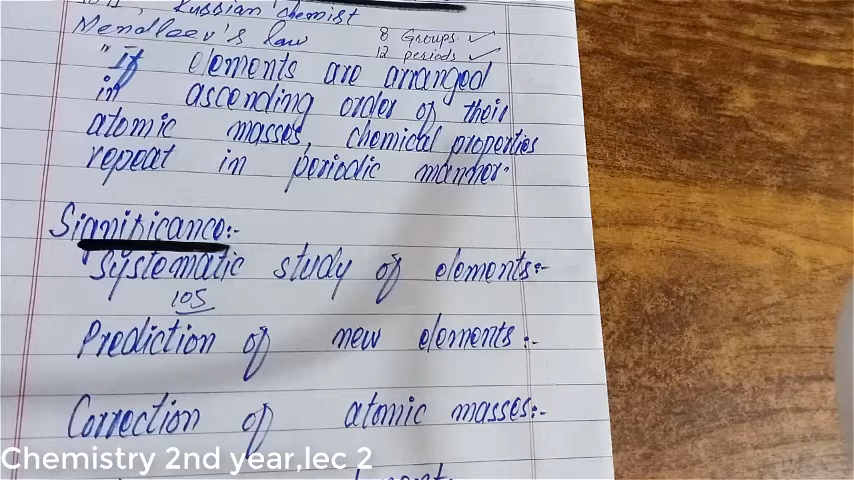 Russian chemist
Mendleev's law
8 Groups ✓
12 periods ✓
"If elements are arranged
in ascending order of their
atomic masses, chemical properties
repeat in periodic manner.
Significance:-
Systematic study of elements:-
105
Prediction of new elements:-
Correction of atomic masses:-
Chemistry 2nd year,lec 2